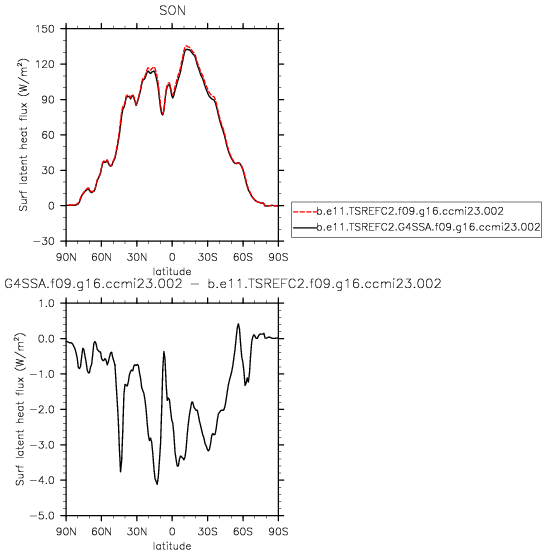 SON
150
120
90
60
30
0
−30
Surf latent heat flux (W/m²)
90N 60N 30N 0 30S 60S 90S
latitude
b.e11.TSREFC2.f09.g16.ccmi23.002
b.e11.TSREFC2.G4SSA.f09.g16.ccmi23.002
G4SSA.f09.g16.ccmi23.002 − b.e11.TSREFC2.f09.g16.ccmi23.002
1.0
0.0
−1.0
−2.0
−3.0
−4.0
−5.0
Surf latent heat flux (W/m²)
90N 60N 30N 0 30S 60S 90S
latitude